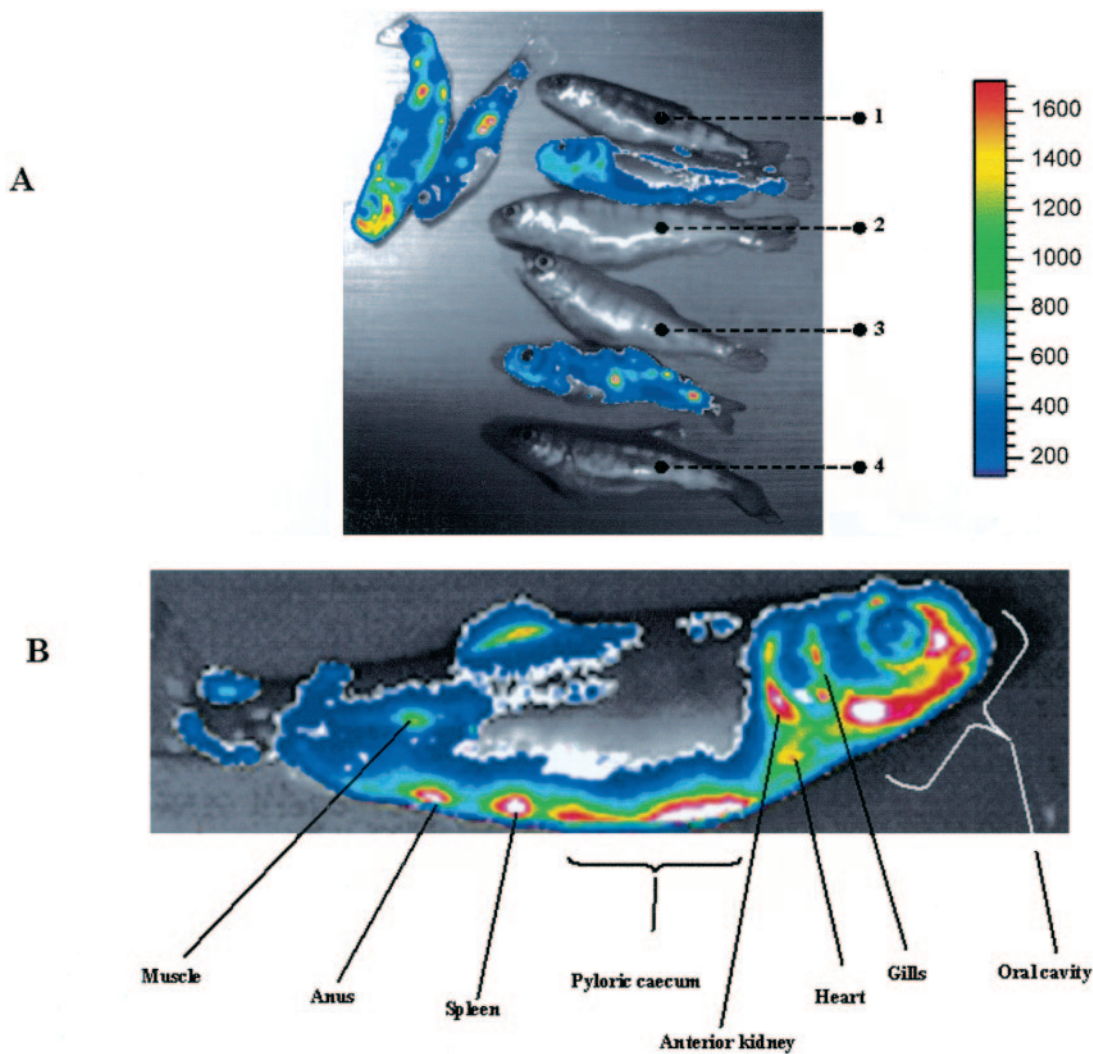 A
1
2
3
4
1600
1400
1200
1000
800
600
400
200
B
Muscle
Anus
Spleen
Pyloric caecum
Anterior kidney
Heart
Gills
Oral cavity